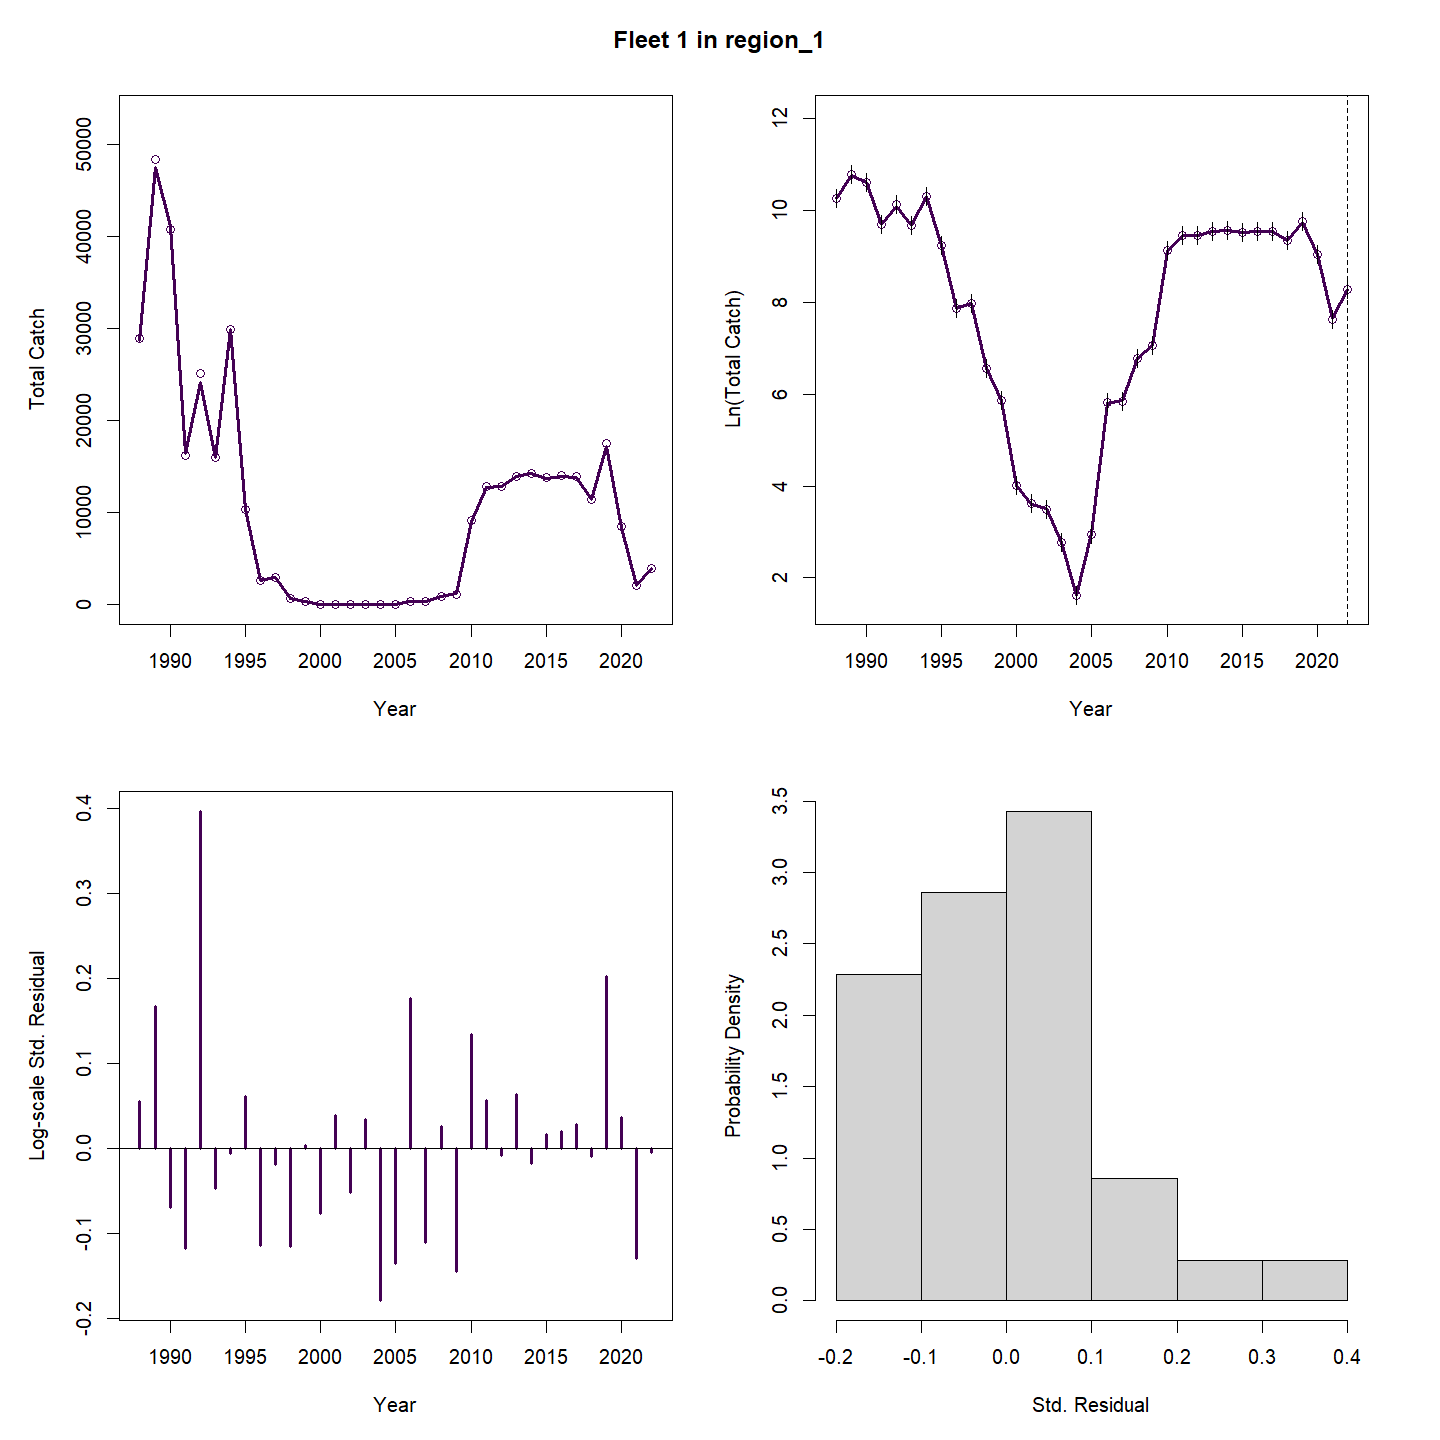 Fleet 1 in region_1
Total Catch
50000
40000
30000
20000
10000
0
1990 1995 2000 2005 2010 2015 2020
Year
Ln(Total Catch)
12
10
8
6
4
2
1990 1995 2000 2005 2010 2015 2020
Year
Log-scale Std. Residual
0.4
0.3
0.2
0.1
0.0
-0.1
-0.2
1990 1995 2000 2005 2010 2015 2020
Year
Probability Density
3.5
3.0
2.5
2.0
1.5
1.0
0.5
0.0
-0.2 -0.1 0.0 0.1 0.2 0.3 0.4
Std. Residual